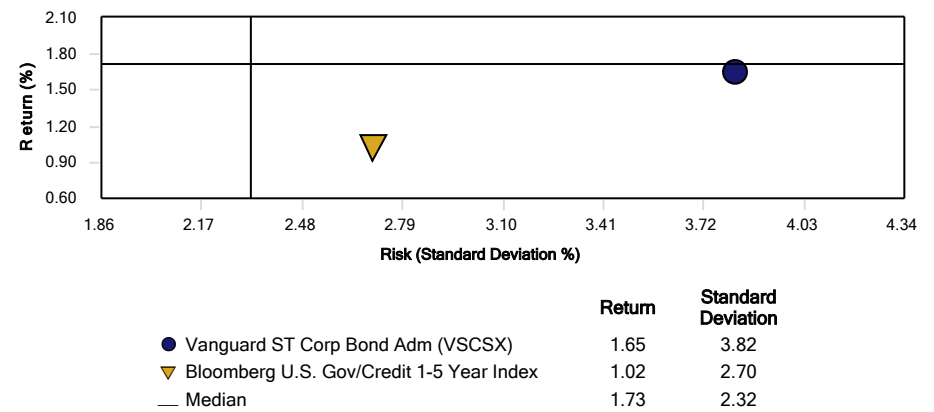 2.10
1.80
1.50
1.20
0.90
0.60
Return (%)
1.86 2.17 2.48 2.79 3.10 3.41 3.72 4.03 4.34
Risk (Standard Deviation %)
Return Standard Deviation
Vanguard ST Corp Bond Adm (VSCSX) 1.65 3.82
Bloomberg U.S. Gov/Credit 1-5 Year Index 1.02 2.70
Median 1.73 2.32